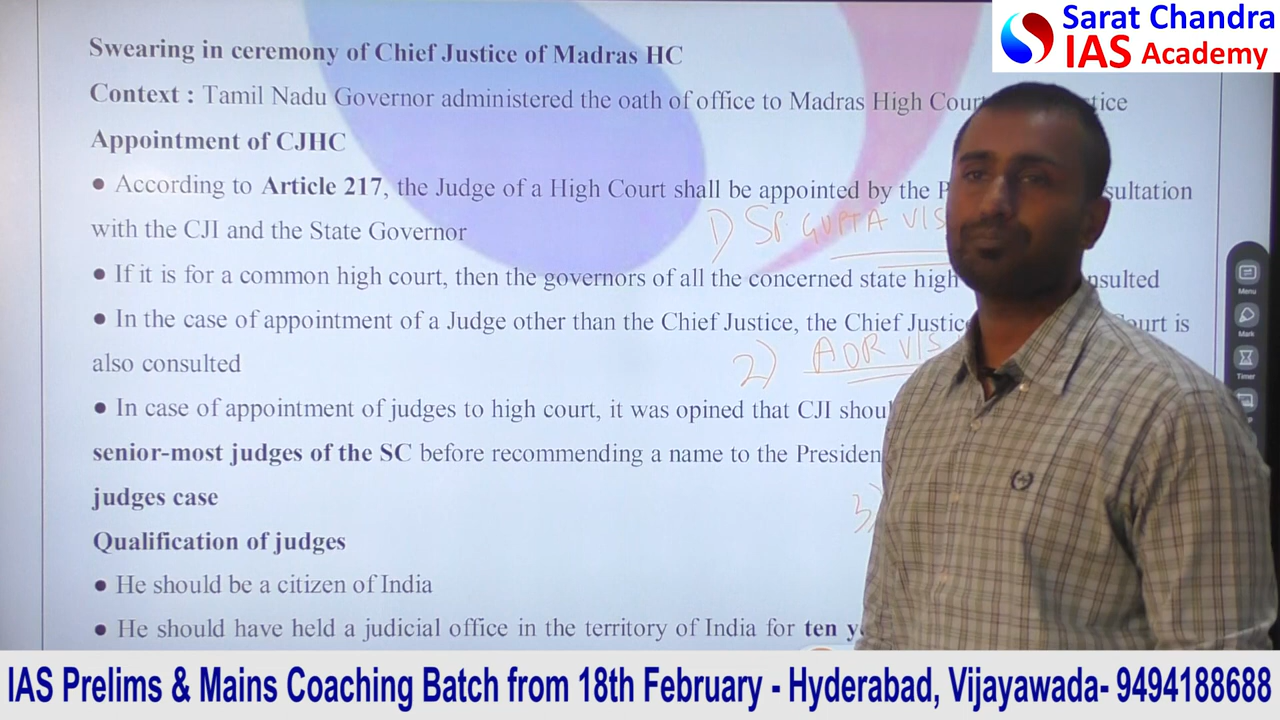 Sarat Chandra
IAS Academy
Swearing in ceremony of Chief Justice of Madras HC
Context : Tamil Nadu Governor administered the oath of office to Madras High
Appointment of CJHC
● According to Article 217, the Judge of a High Court shall be appointed by the
with the CJI and the State Governor
1) SP GUPTA V/S
● If it is for a common high court, then the governors of all the concerned state high
● In the case of appointment of a Judge other than the Chief Justice, the Chief
also consulted
2) ADR V/S
● In case of appointment of judges to high court, it was opined that CJI
senior-most judges of the SC before recommending a name to the
judges case
3)
Qualification of judges
● He should be a citizen of India
● He should have held a judicial office in the territory of India for ten
Menu
Mark
Timer
IAS Prelims & Mains Coaching Batch from 18th February - Hyderabad, Vijayawada- 9494188688